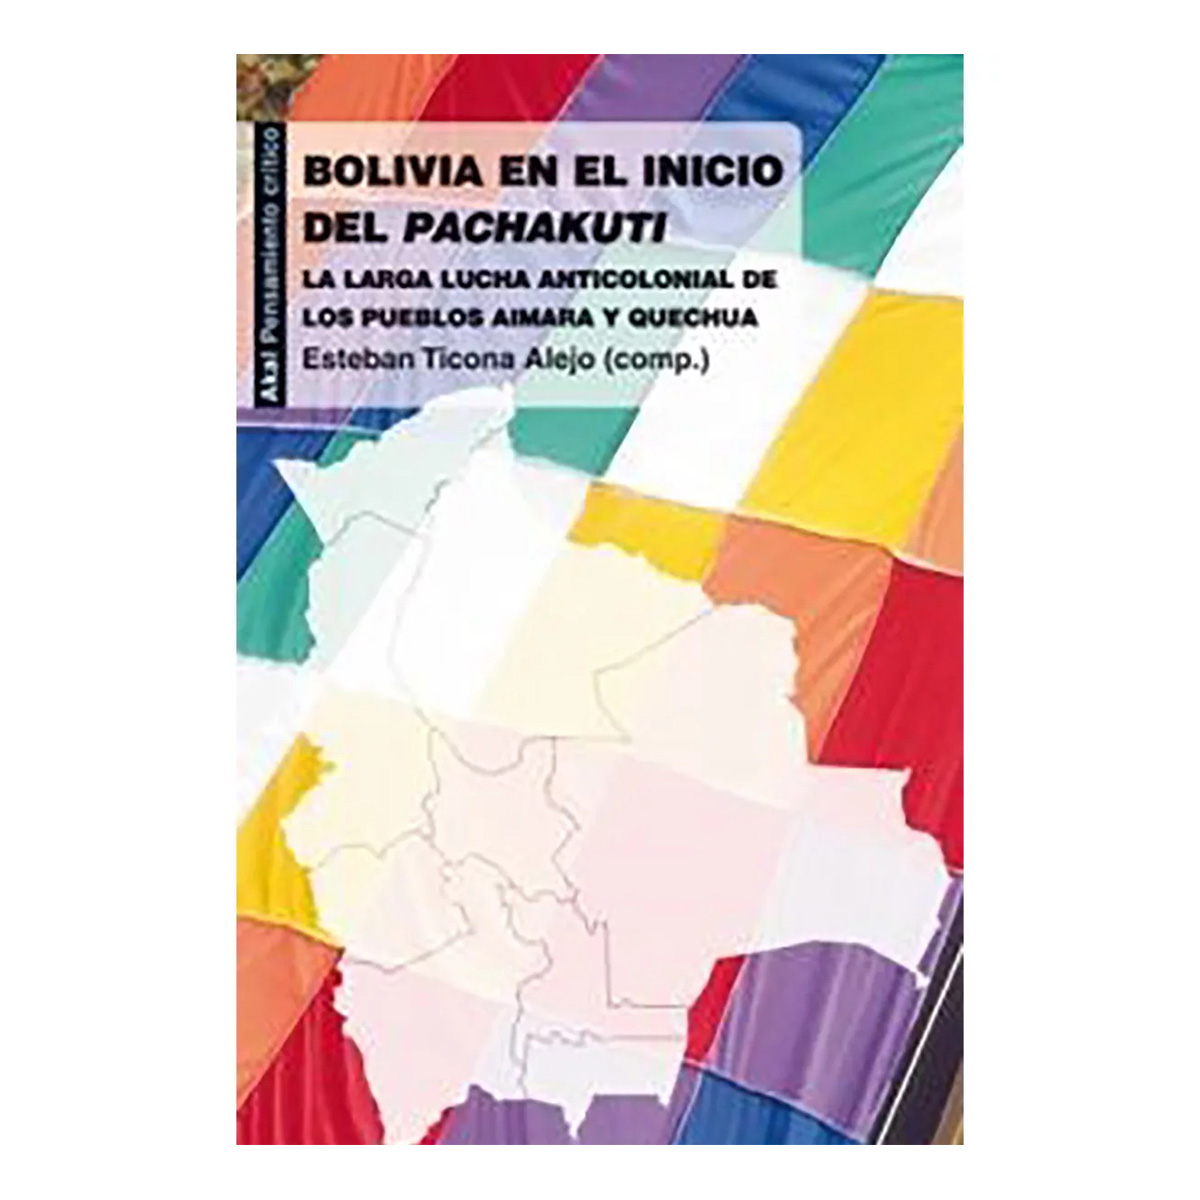 Akal Pensamiento crítico
BOLIVIA EN EL INICIO
DEL PACHAKUTI
LA LARGA LUCHA ANTICOLONIAL DE
LOS PUEBLOS AIMARA Y QUECHUA
Esteban Ticona Alejo (comp.)